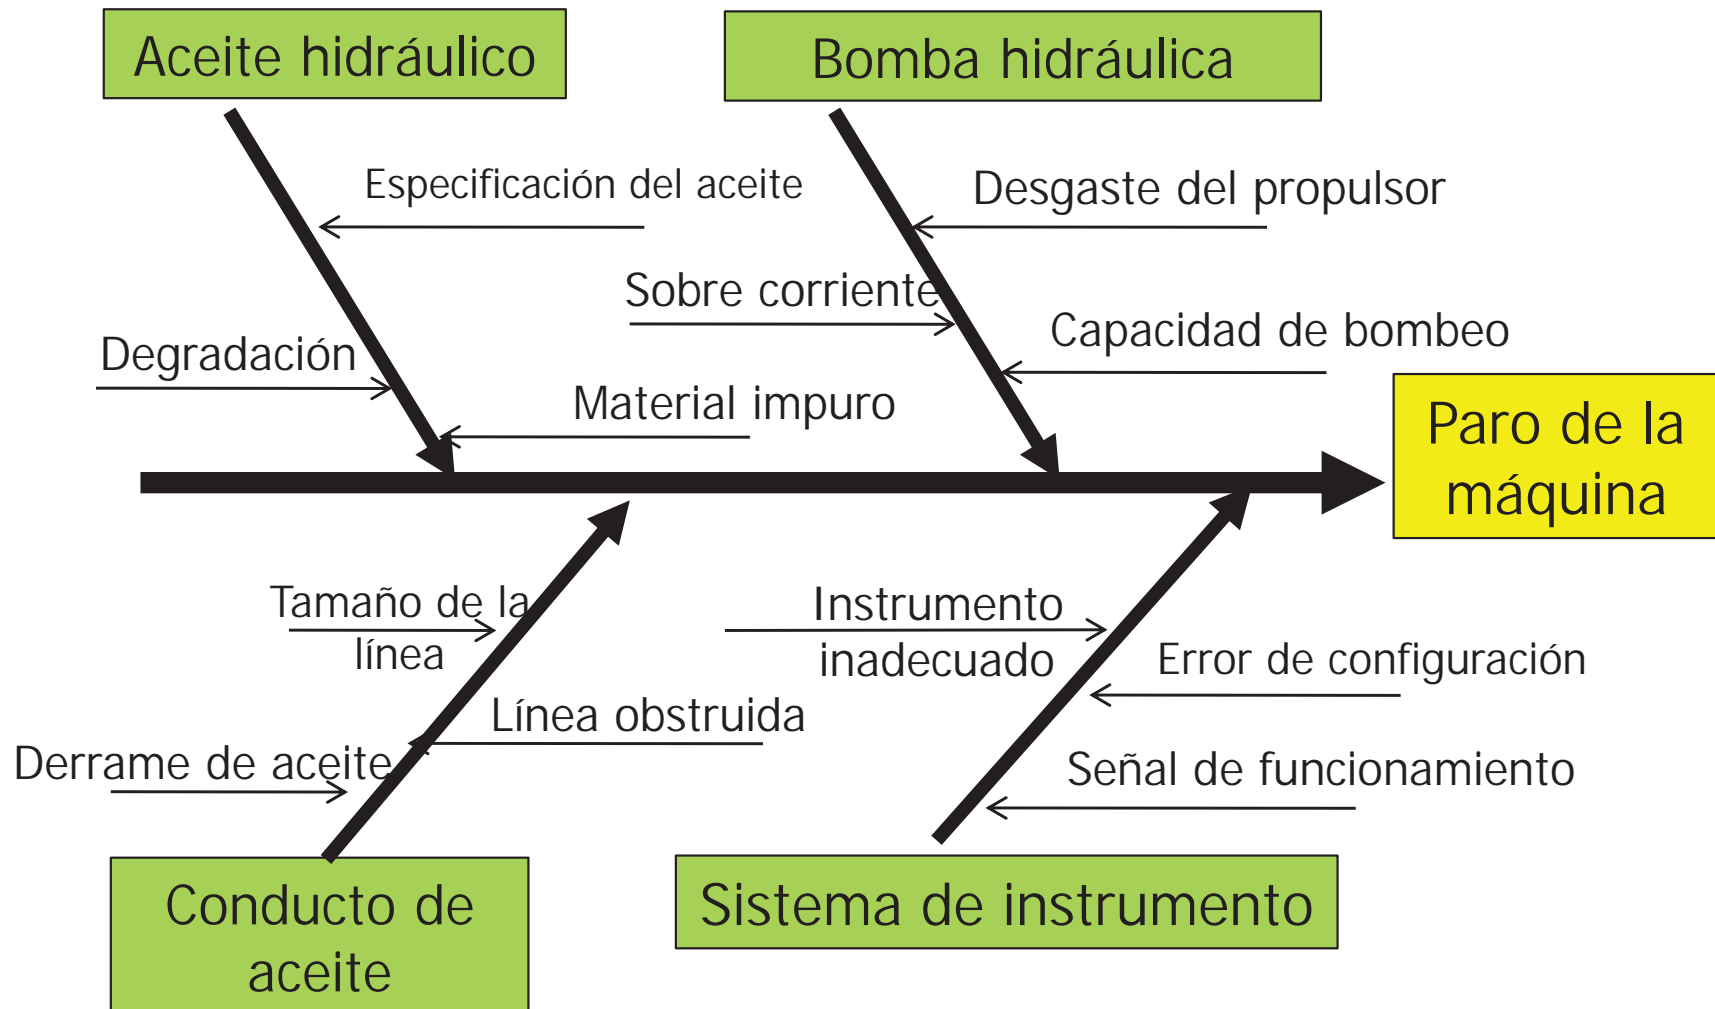 Aceite hidráulico
Bomba hidráulica
Especificación del aceite
Desgaste del propulsor
Sobre corriente
Capacidad de bombeo
Degradación
Material impuro
Paro de la
máquina
Tamaño de la
línea
Instrumento
inadecuado
Error de configuración
Línea obstruida
Derrame de aceite
Señal de funcionamiento
Conducto de
aceite
Sistema de instrumento